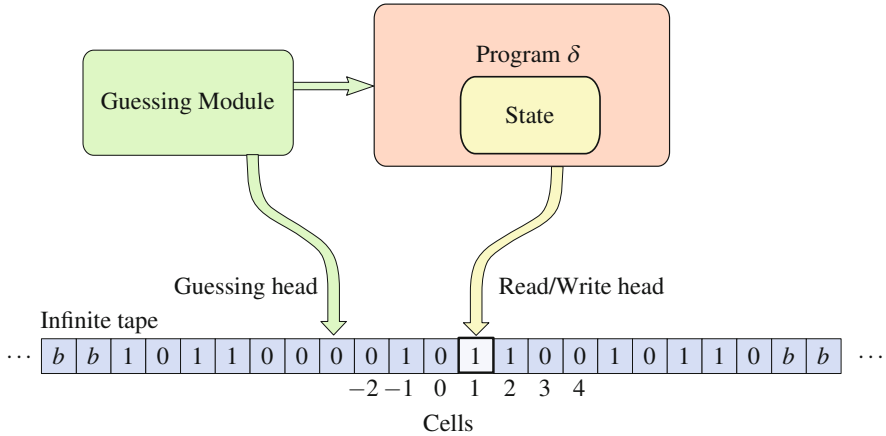 Program δ
Guessing Module
State
Guessing head
Read/Write head
Infinite tape
⋯ b b 1 0 1 1 0 0 0 0 1 0 1 1 0 0 1 0 1 1 0 b b ⋯
−2 −1 0 1 2 3 4
Cells